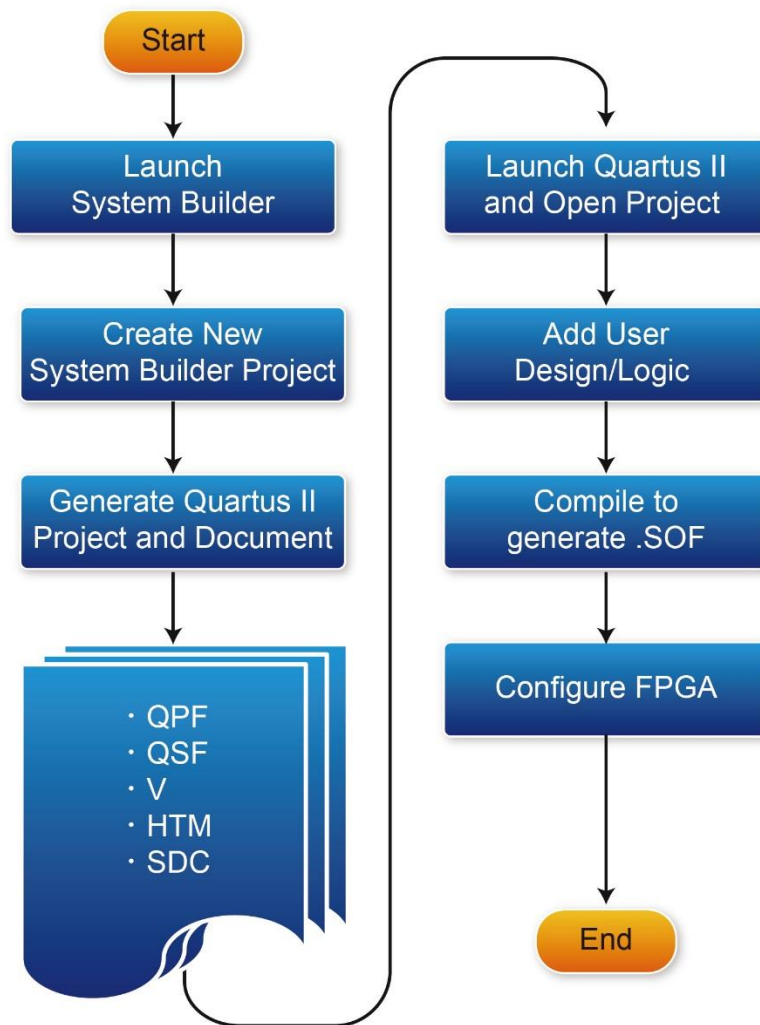 Start
Launch
System Builder
Create New
System Builder Project
Generate Quartus II
Project and Document
· QPF
· QSF
· V
· HTM
· SDC
Launch Quartus II
and Open Project
Add User
Design/Logic
Compile to
generate .SOF
Configure FPGA
End